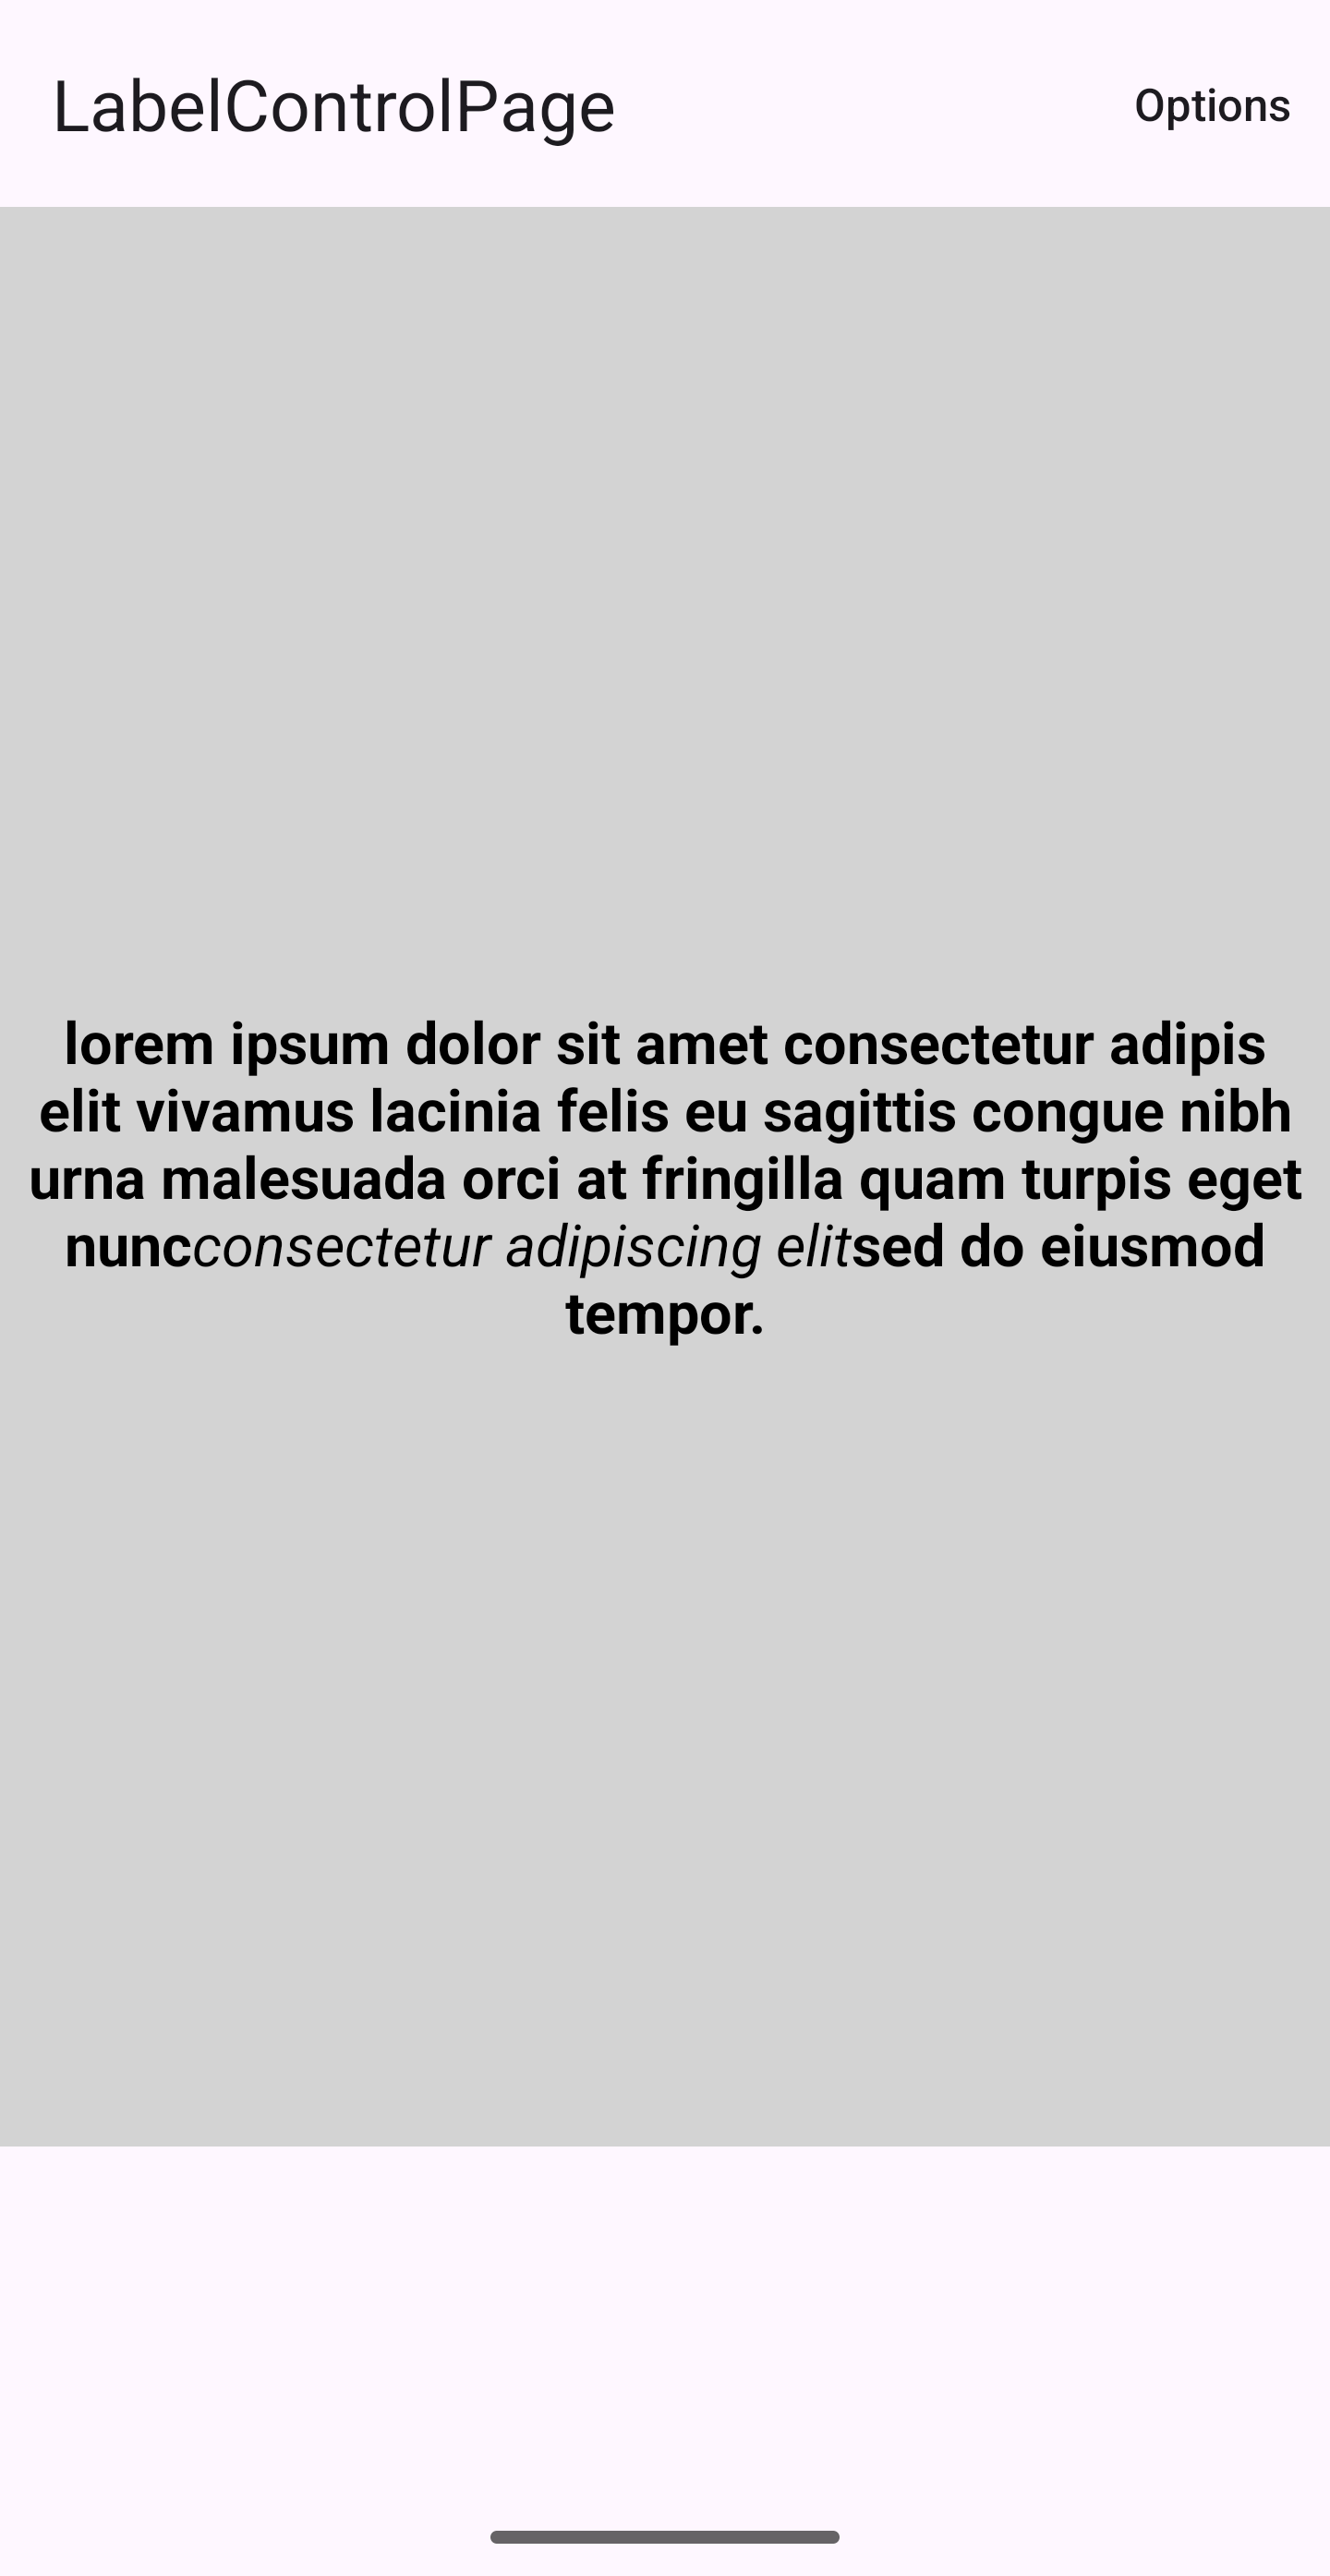 LabelControlPage
Options
lorem ipsum dolor sit amet consectetur adipis
elit vivamus lacinia felis eu sagittis congue nibh
urna malesuada orci at fringilla quam turpis eget
nuncconsectetur adipiscing elitsed do eiusmod
tempor.